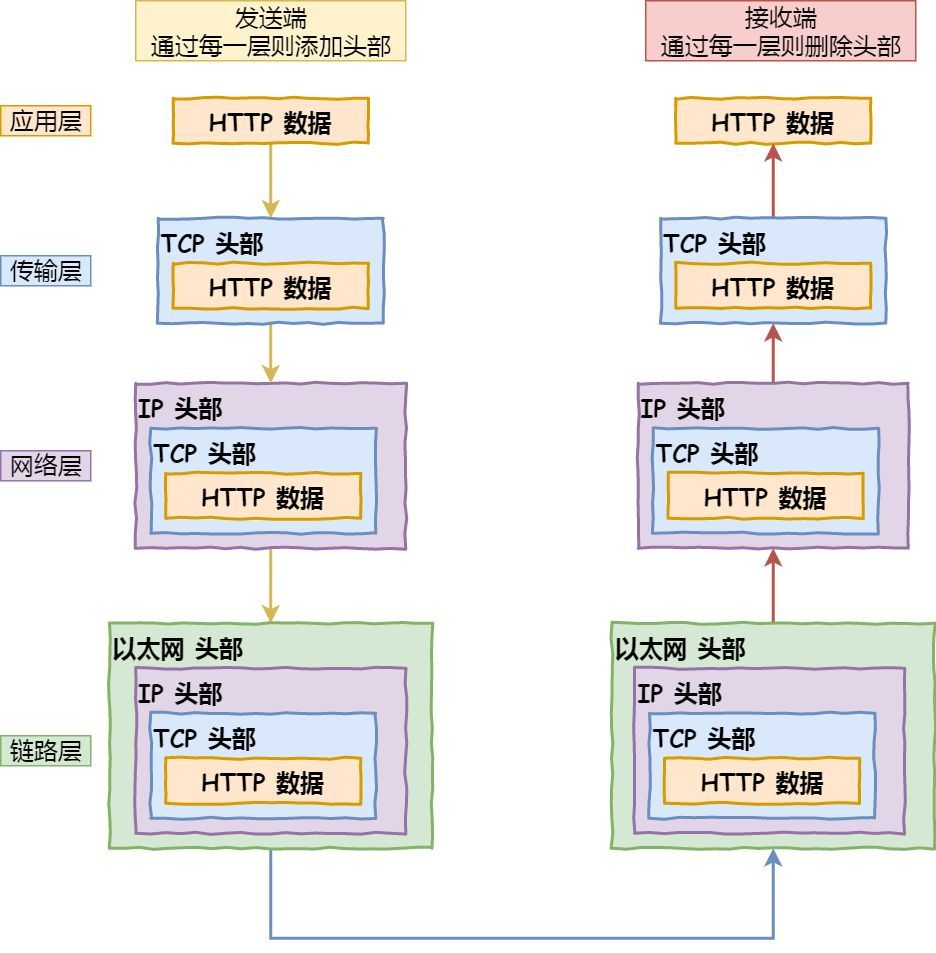 发送端
通过每一层则添加头部
接收端
通过每一层则删除头部
应用层
HTTP 数据
HTTP 数据
传输层
TCP 头部
HTTP 数据
TCP 头部
HTTP 数据
网络层
IP 头部
TCP 头部
HTTP 数据
IP 头部
TCP 头部
HTTP 数据
链路层
以太网 头部
IP 头部
TCP 头部
HTTP 数据
以太网 头部
IP 头部
TCP 头部
HTTP 数据